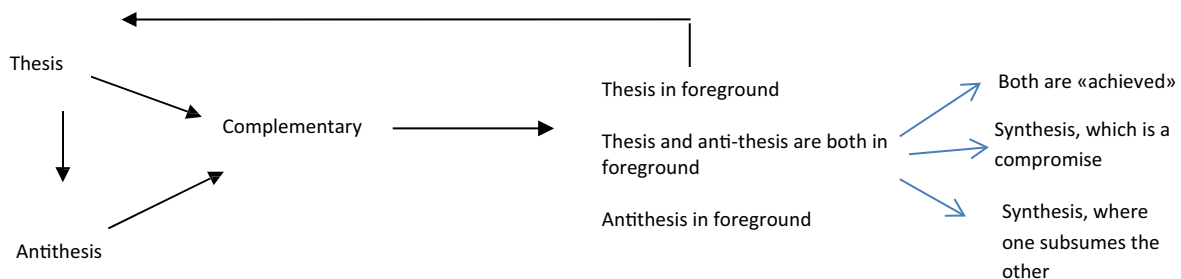 Thesis
Antithesis
Complementary
Thesis in foreground
Thesis and anti-thesis are both in
foreground
Antithesis in foreground
Both are «achieved»
Synthesis, which is a
compromise
Synthesis, where
one subsumes the
other